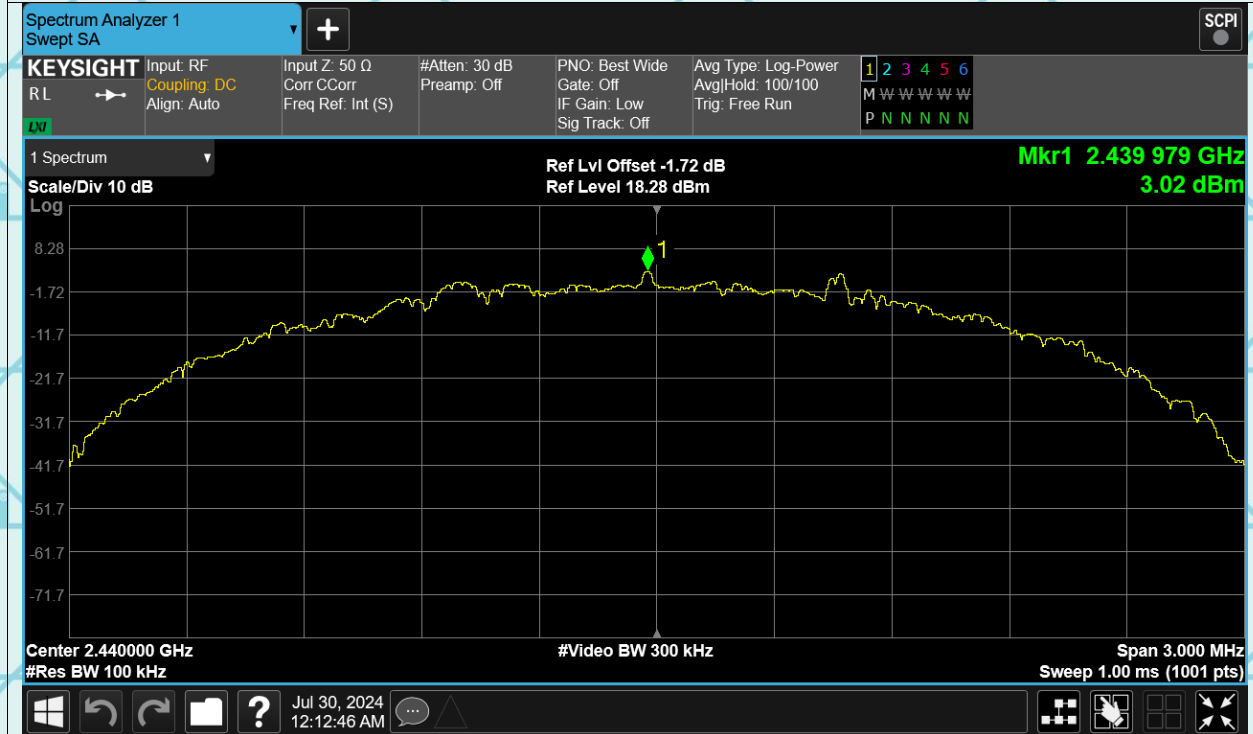 Spectrum Analyzer 1
Swept SA
+
SCPI
KEYSIGHT
RL
LXI
Input: RF
Coupling: DC
Align: Auto
Input Z: 50 Ω
Corr CCorr
Freq Ref: Int (S)
#Atten: 30 dB
Preamp: Off
PNO: Best Wide
Gate: Off
IF Gain: Low
Sig Track: Off
Avg Type: Log-Power
Avg|Hold: 100/100
Trig: Free Run
1 2 3 4 5 6
M W W W W W
P N N N N N
1 Spectrum
Scale/Div 10 dB
Log
Ref Lvl Offset -1.72 dB
Ref Level 18.28 dBm
Mkr1 2.439 979 GHz
3.02 dBm
1
8.28
-1.72
-11.7
-21.7
-31.7
-41.7
-51.7
-61.7
-71.7
Center 2.440000 GHz
#Res BW 100 kHz
#Video BW 300 kHz
Span 3.000 MHz
Sweep 1.00 ms (1001 pts)
?
Jul 30, 2024
12:12:46 AM